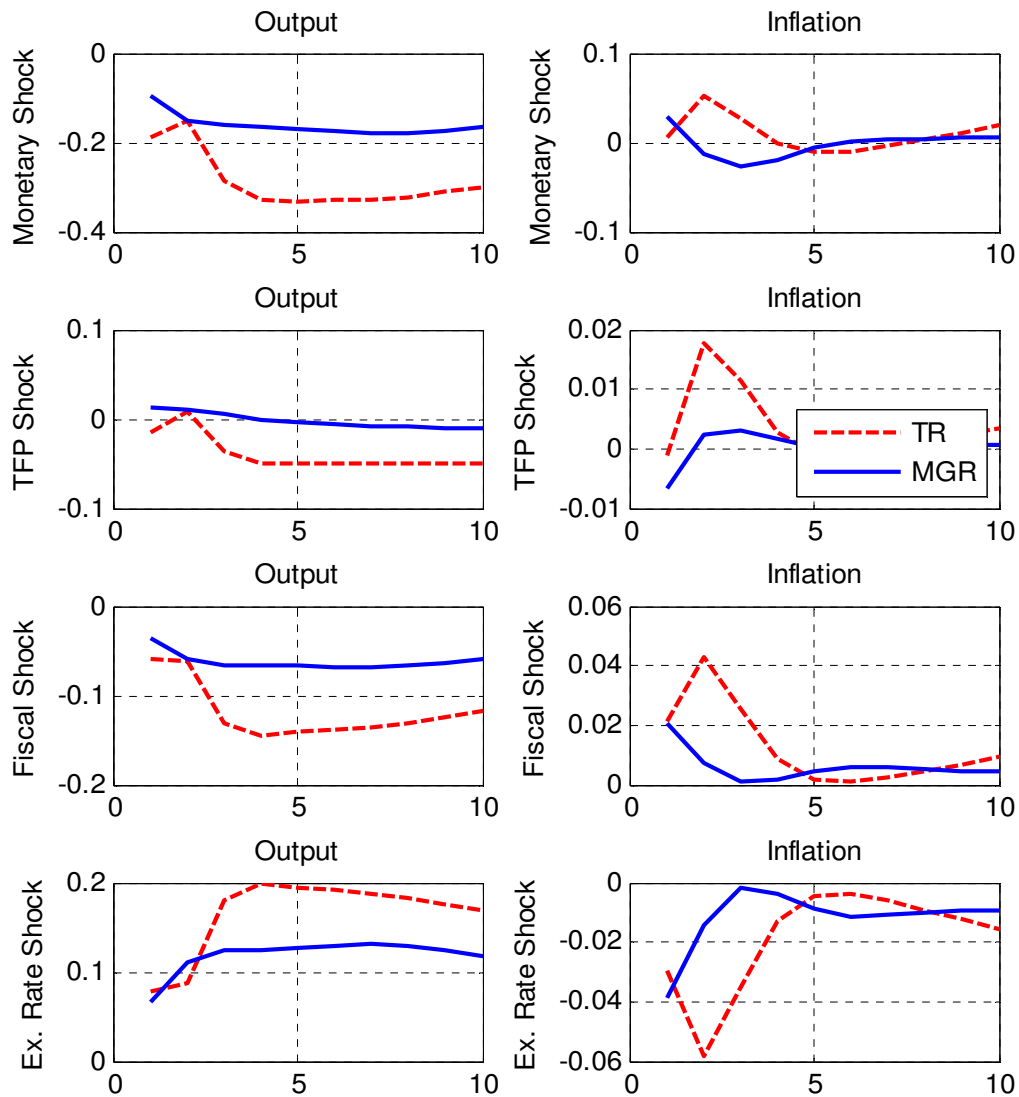 Output
Inflation
Monetary Shock
0
-0.2
-0.4
0
5
10
Monetary Shock
0.1
0
-0.1
0
5
10
Output
Inflation
TFP Shock
0.1
0
-0.1
0
5
10
TFP Shock
0.02
0.01
0
-0.01
0
5
10
TR
MGR
Output
Inflation
Fiscal Shock
0
-0.1
-0.2
0
5
10
Fiscal Shock
0.06
0.04
0.02
0
0
5
10
Output
Inflation
Ex. Rate Shock
0.2
0.1
0
0
5
10
Ex. Rate Shock
0
-0.02
-0.04
-0.06
0
5
10